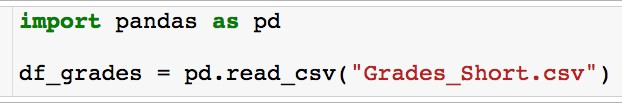 import pandas as pd
df_grades = pd.read_csv("Grades_Short.csv")